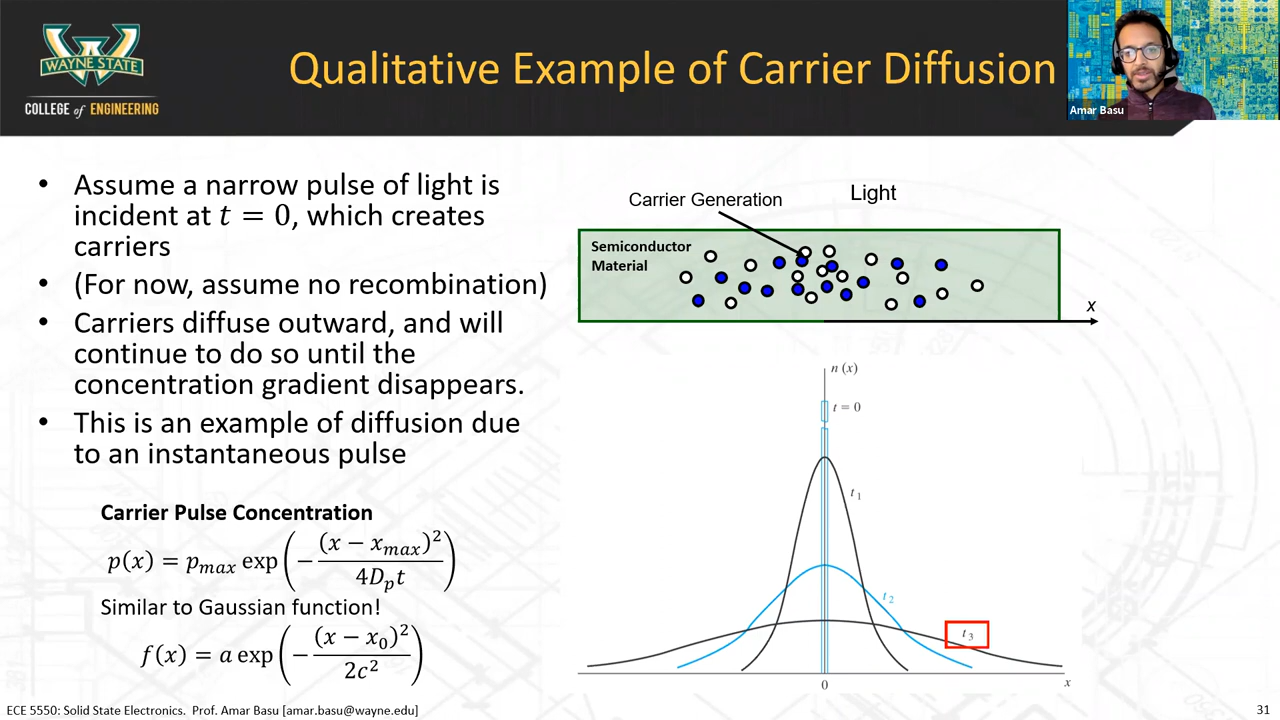 WAYNE STATE
COLLEGE of ENGINEERING
Qualitative Example of Carrier Diffusion
Amar Basu
• Assume a narrow pulse of light is
incident at t = 0, which creates
carriers
• (For now, assume no recombination)
• Carriers diffuse outward, and will
continue to do so until the
concentration gradient disappears.
• This is an example of diffusion due
to an instantaneous pulse
Carrier Pulse Concentration
p(x) = p_max exp(−(x − x_max)²/(4D_p t))
Similar to Gaussian function!
f(x) = a exp(−(x − x₀)²/(2c²))
Carrier Generation
Light
Semiconductor
Material
x
n (x)
t = 0
t₁
t₂
t₃
0
x
ECE 5550: Solid State Electronics. Prof. Amar Basu [amar.basu@wayne.edu]
31